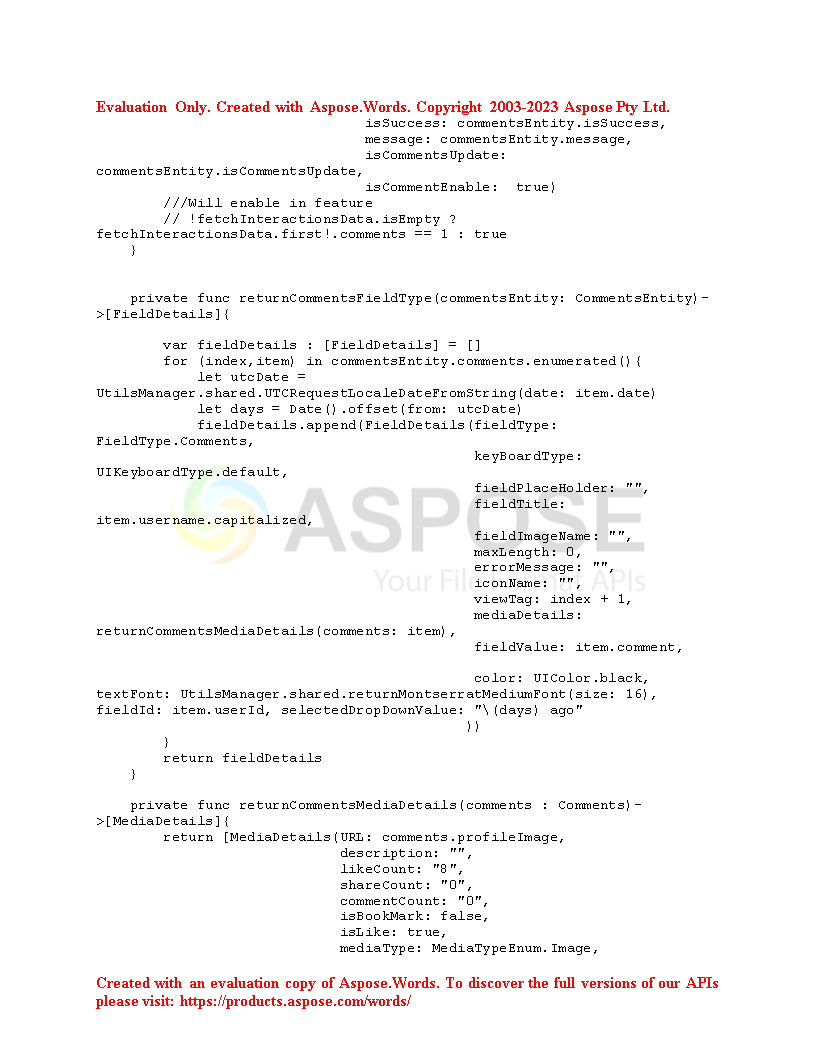 Evaluation Only. Created with Aspose.Words. Copyright 2003-2023 Aspose Pty Ltd.
isSuccess: commentsEntity.isSuccess,
message: commentsEntity.message,
isCommentsUpdate:
commentsEntity.isCommentsUpdate,
isCommentEnable:  true)
///Will enable in feature
// !fetchInteractionsData.isEmpty ?
fetchInteractionsData.first!.comments == 1 : true
}
private func returnCommentsFieldType(commentsEntity: CommentsEntity)-
>[FieldDetails]{
var fieldDetails : [FieldDetails] = []
for (index,item) in commentsEntity.comments.enumerated(){
let utcDate =
UtilsManager.shared.UTCRequestLocaleDateFromString(date: item.date)
let days = Date().offset(from: utcDate)
fieldDetails.append(FieldDetails(fieldType:
FieldType.Comments,
keyBoardType:
UIKeyboardType.default,
fieldPlaceHolder: "",
fieldTitle:
item.username.capitalized,
fieldImageName: "",
maxLength: 0,
errorMessage: "",
iconName: "",
viewTag: index + 1,
mediaDetails:
returnCommentsMediaDetails(comments: item),
fieldValue: item.comment,
color: UIColor.black,
textFont: UtilsManager.shared.returnMontserratMediumFont(size: 16),
fieldId: item.userId, selectedDropDownValue: "\(days) ago"
))
}
return fieldDetails
}
private func returnCommentsMediaDetails(comments : Comments)-
>[MediaDetails]{
return [MediaDetails(URL: comments.profileImage,
description: "",
likeCount: "8",
shareCount: "0",
commentCount: "0",
isBookMark: false,
isLike: true,
mediaType: MediaTypeEnum.Image,
ASPOSE
Your File Format APIs
Created with an evaluation copy of Aspose.Words. To discover the full versions of our APIs
please visit: https://products.aspose.com/words/